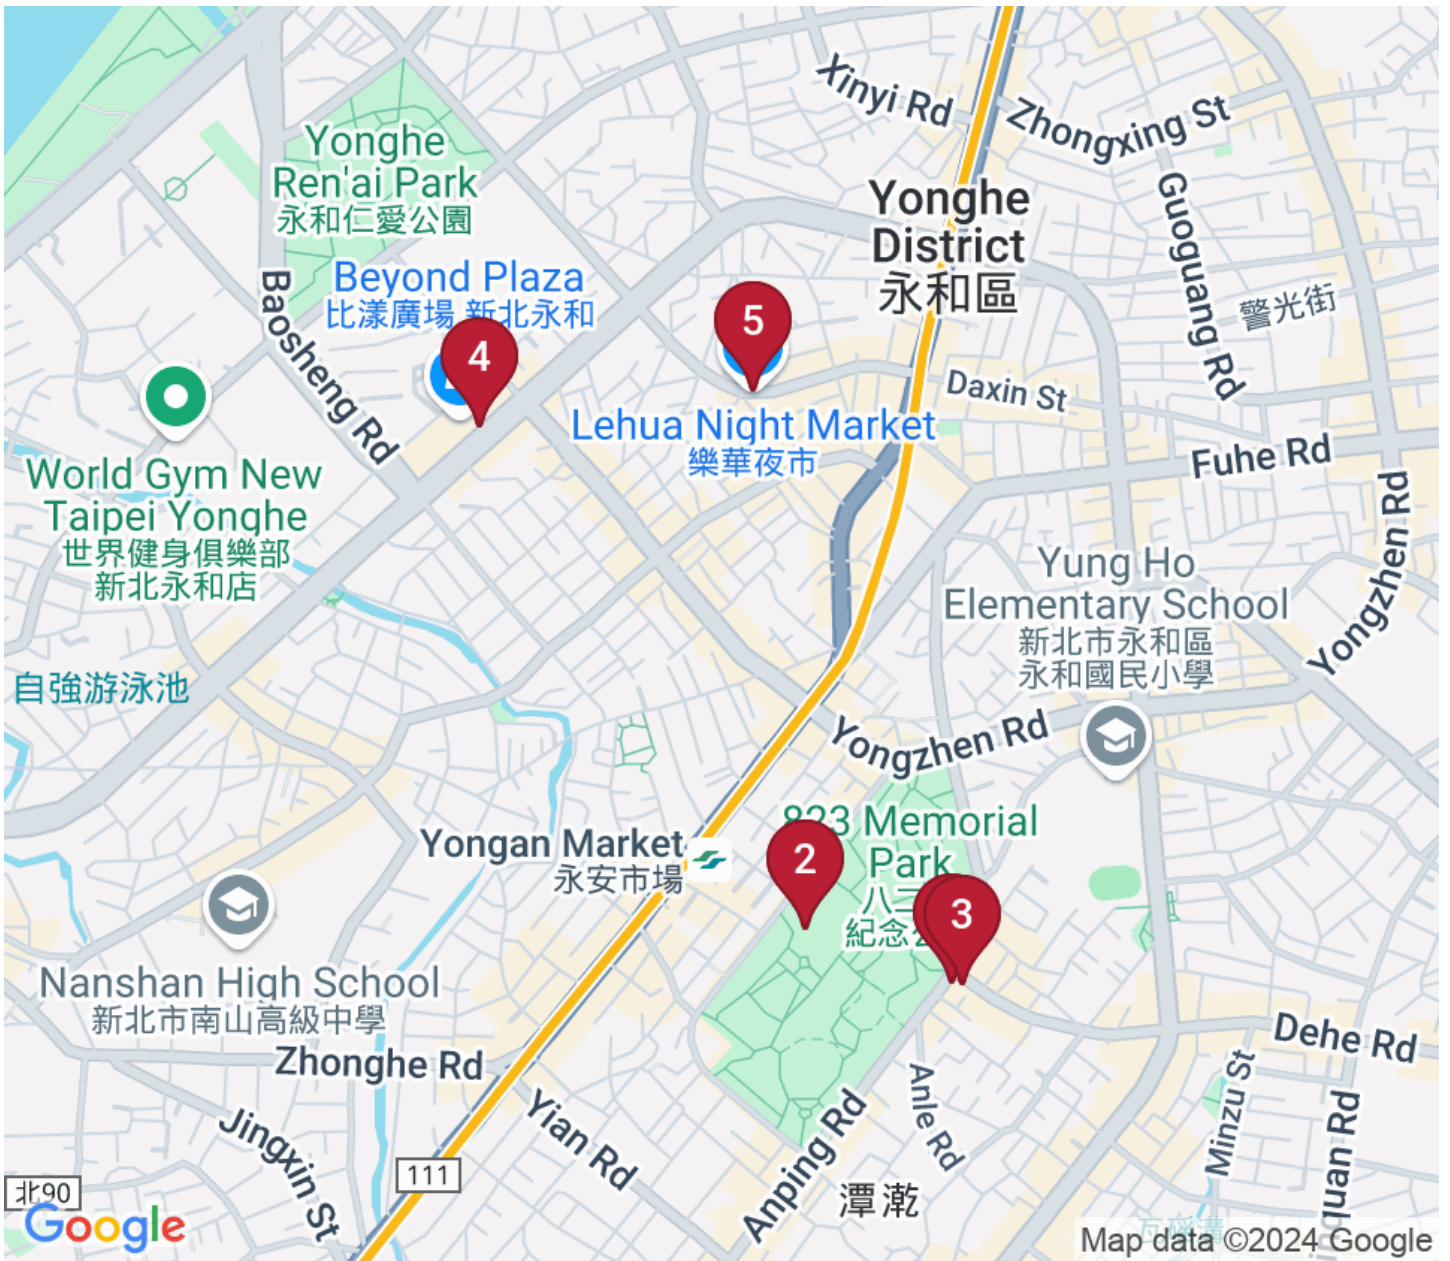 Xinyi Rd
Zhongxing St
Yonghe
Ren'ai Park
永和仁愛公園
Yonghe
District
永和區
Guoguang Rd
警光街
Beyond Plaza
比漾廣場 新北永和
Baosheng Rd
5
4
Daxin St
Lehua Night Market
樂華夜市
Fuhe Rd
World Gym New
Taipei Yonghe
世界健身俱樂部
新北永和店
Yongzhen Rd
Yung Ho
Elementary School
新北市永和區
永和國民小學
自強游泳池
Yongzhen Rd
823 Memorial
Park
八二
紀念
Yongan Market
永安市場
2
3
Nanshan High School
新北市南山高級中學
Zhonghe Rd
Dehe Rd
Yian Rd
Anle Rd
Minzu St
Jingxin St
Anping Rd
quan Rd
111
北90
潭墘
Google
Map data ©2024 Google